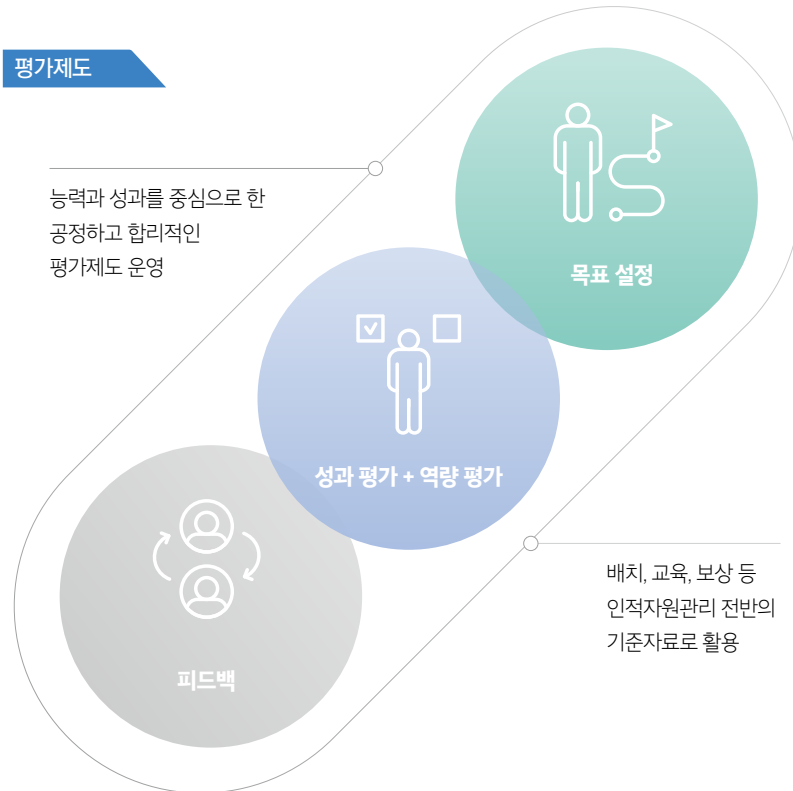 평가제도
능력과 성과를 중심으로 한
공정하고 합리적인
평가제도 운영
목표 설정
성과 평가 + 역량 평가
배치, 교육, 보상 등
인적자원관리 전반의
기준자료로 활용
피드백